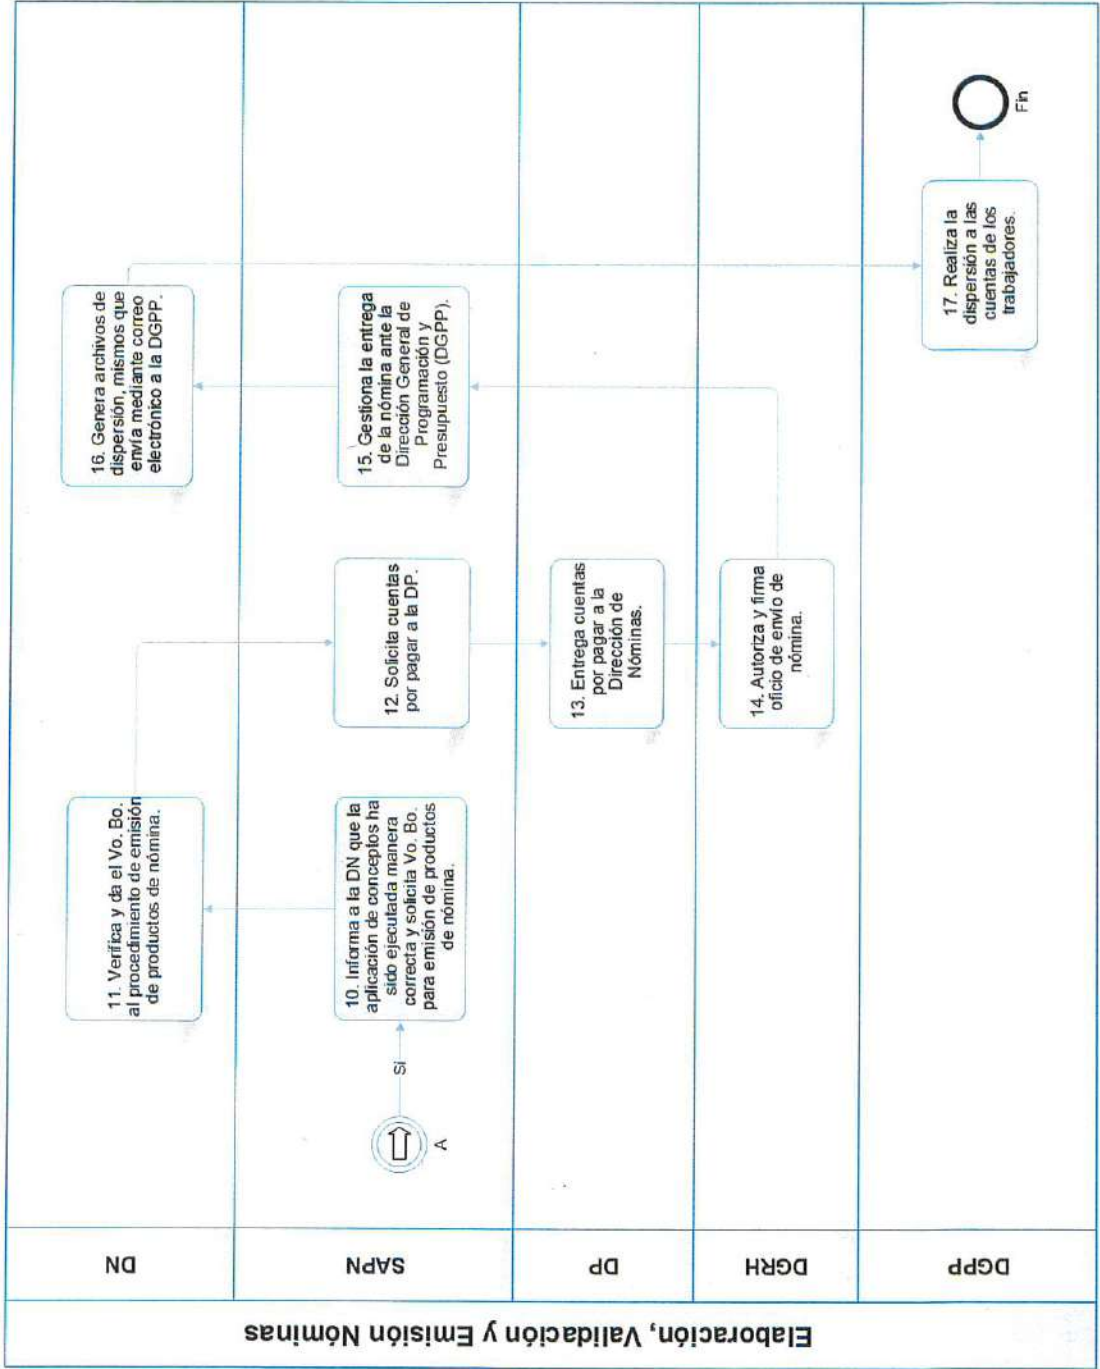 Elaboración, Validación y Emisión Nóminas
DN
11. Verifica y da el Vo. Bo.
al procedimiento de emisión
de productos de nómina.
16. Genera archivos de
dispersión, mismos que
envía mediante correo
electrónico a la DGPP.
SAPN
A
Sí
10. Informa a la DN que la
aplicación de conceptos ha
sido ejecutada manera
correcta y solicita Vo. Bo.
para emisión de productos
de nómina.
12. Solicita cuentas
por pagar a la DP.
15. Gestiona la entrega
de la nómina ante la
Dirección General de
Programación y
Presupuesto (DGPP).
DP
13. Entrega cuentas
por pagar a la
Dirección de
Nóminas.
DGRH
14. Autoriza y firma
oficio de envío de
nómina.
DGPP
17. Realiza la
dispersión a las
cuentas de los
trabajadores.
Fin